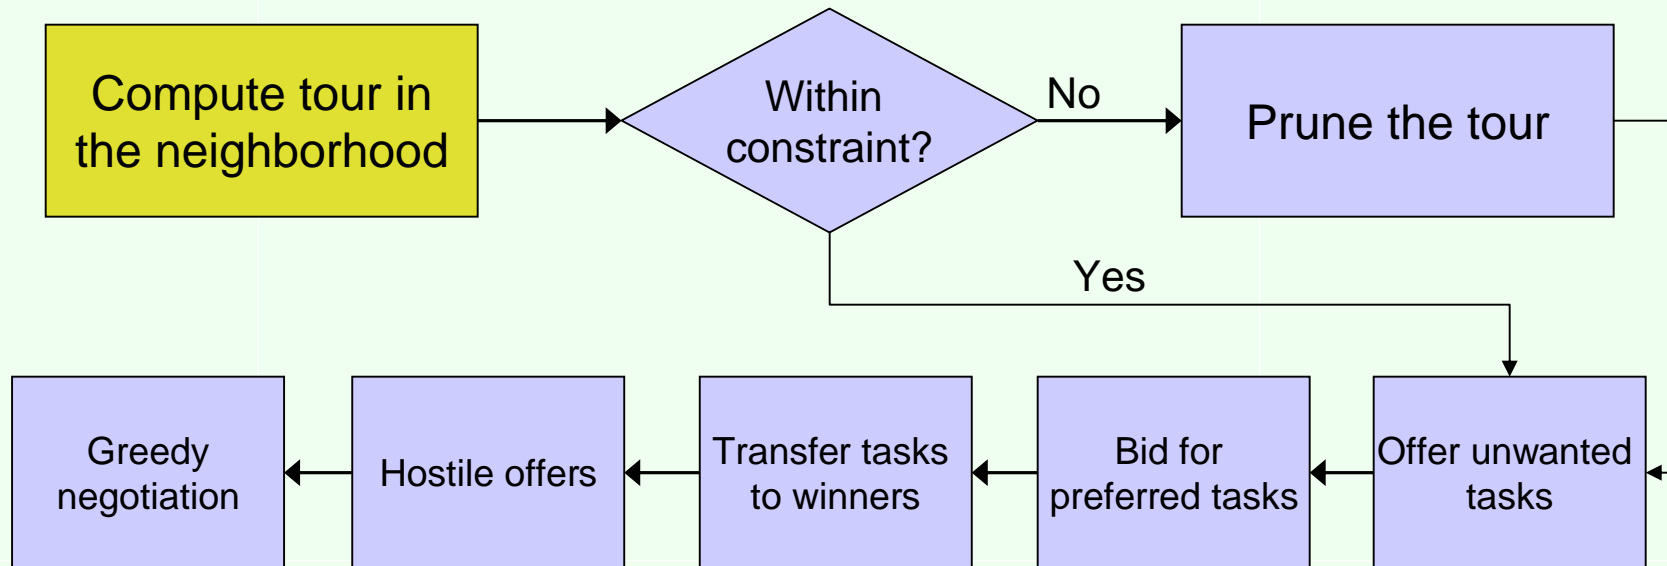 Compute tour in
the neighborhood
Within
constraint?
No
Prune the tour
Yes
Greedy
negotiation
Hostile offers
Transfer tasks
to winners
Bid for
preferred tasks
Offer unwanted
tasks